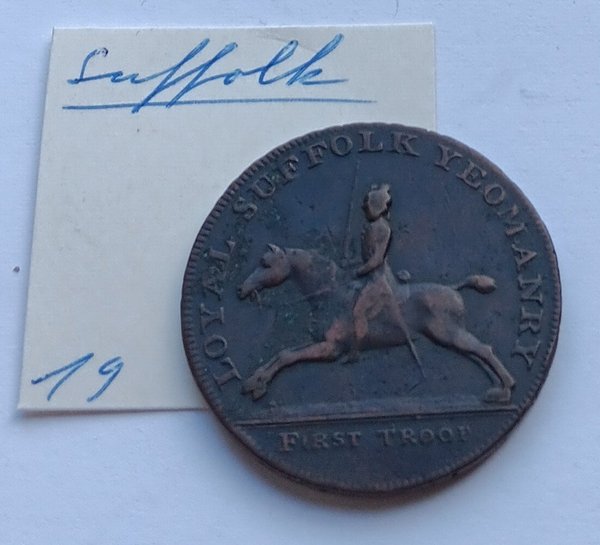 Suffolk
19
LOYAL SUFFOLK YEOMANRY
FIRST TROOP